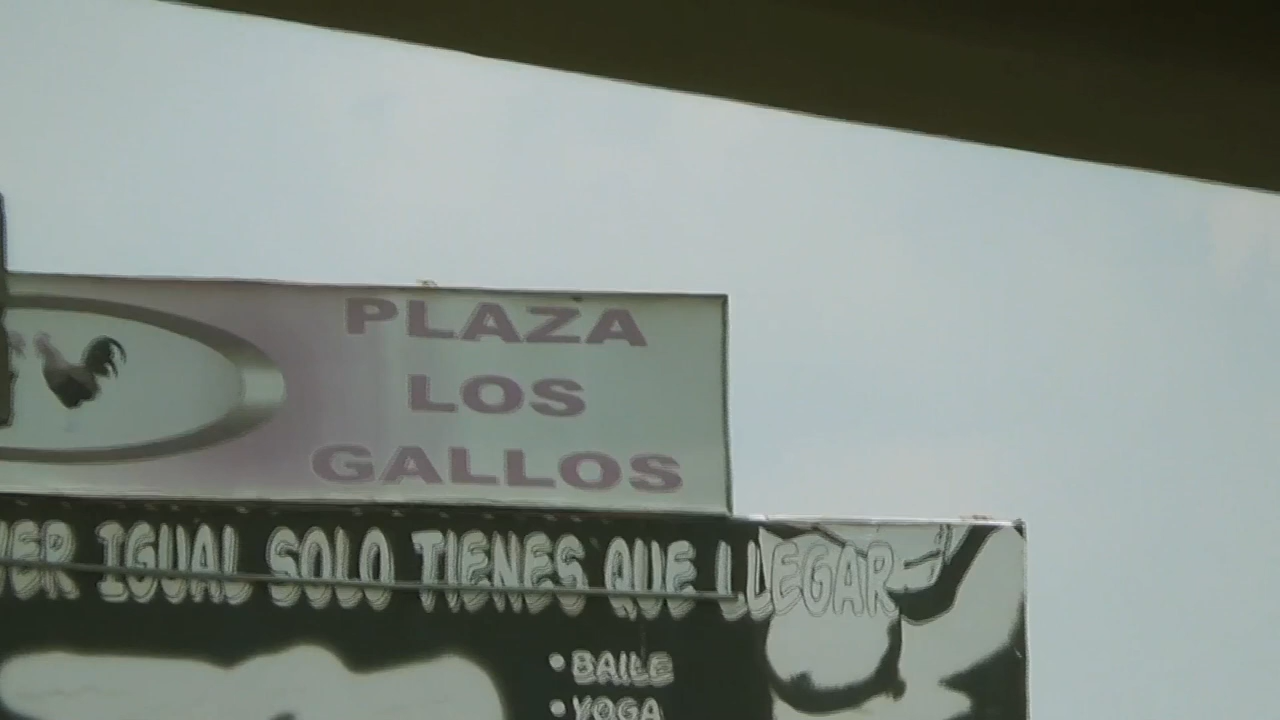 PLAZA
LOS
GALLOS
IGUAL SOLO TIENES QUE LLEGAR
• BAILE
• YOGA